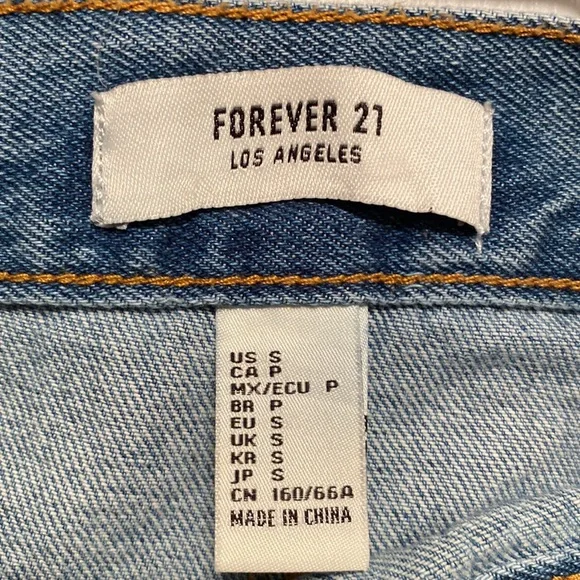 FOREVER 21
LOS ANGELES
US S
CA P
MX/ECU P
BR P
EU S
UK S
KR S
JP S
CN 160/66A
MADE IN CHINA